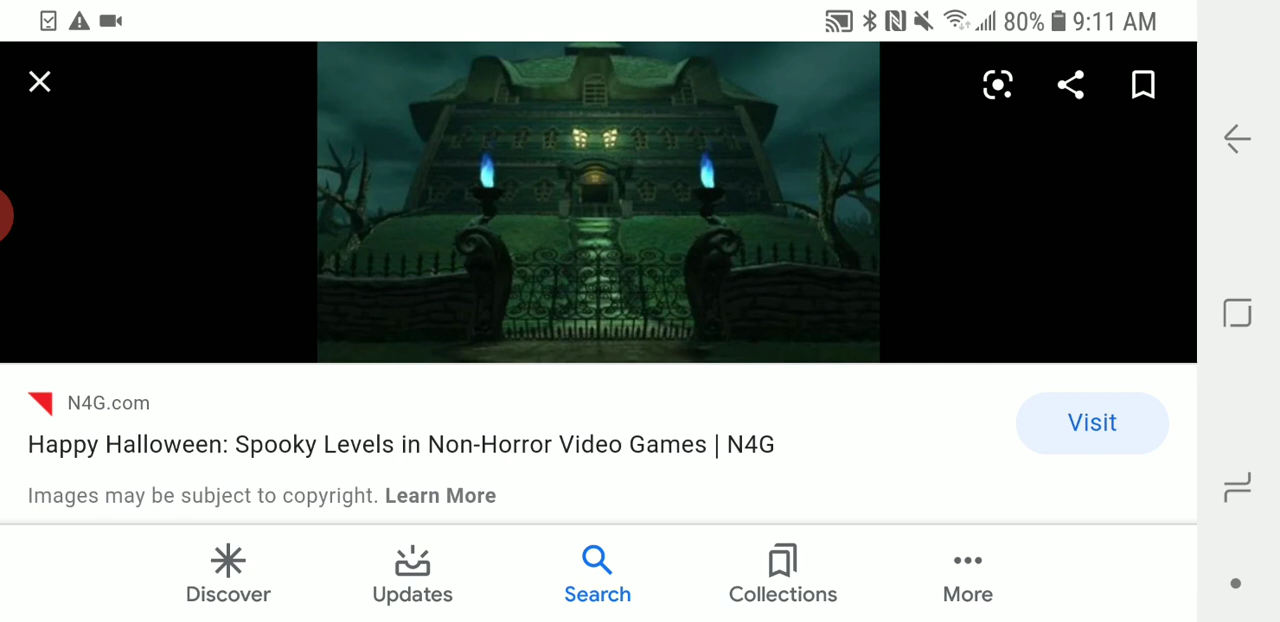 80% 9:11 AM
N4G.com
Visit
Happy Halloween: Spooky Levels in Non-Horror Video Games | N4G
Images may be subject to copyright. Learn More
Discover Updates Search Collections More